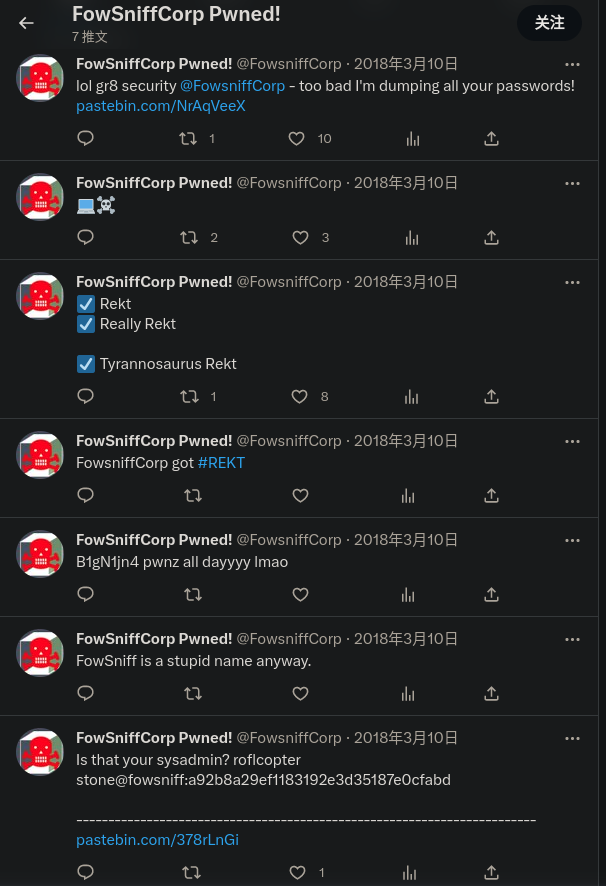 FowSniffCorp Pwned!
7 推文
关注
FowSniffCorp Pwned! @FowsniffCorp · 2018年3月10日
lol gr8 security @FowsniffCorp - too bad I'm dumping all your passwords!
pastebin.com/NrAqVeeX
1 10
FowSniffCorp Pwned! @FowsniffCorp · 2018年3月10日
💻☠️
2 3
FowSniffCorp Pwned! @FowsniffCorp · 2018年3月10日
☑️ Rekt
☑️ Really Rekt
☑️ Tyrannosaurus Rekt
1 8
FowSniffCorp Pwned! @FowsniffCorp · 2018年3月10日
FowsniffCorp got #REKT
FowSniffCorp Pwned! @FowsniffCorp · 2018年3月10日
B1gN1jn4 pwnz all dayyyy lmao
FowSniffCorp Pwned! @FowsniffCorp · 2018年3月10日
FowSniff is a stupid name anyway.
FowSniffCorp Pwned! @FowsniffCorp · 2018年3月10日
Is that your sysadmin? roflcopter
stone@fowsniff:a92b8a29ef1183192e3d35187e0cfabd
------------------------------------------------------------------------
pastebin.com/378rLnGi
1